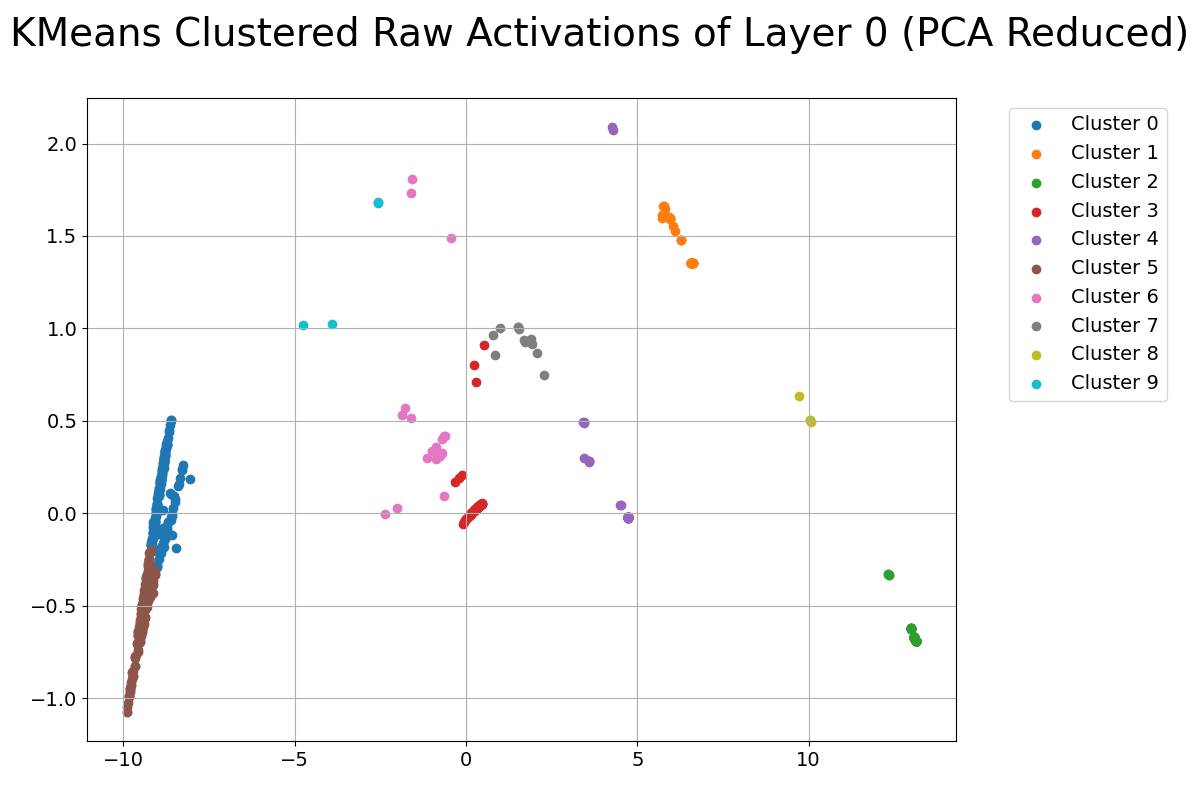 KMeans Clustered Raw Activations of Layer 0 (PCA Reduced)
2.0
1.5
1.0
0.5
0.0
−0.5
−1.0
−10
−5
0
5
10
Cluster 0
Cluster 1
Cluster 2
Cluster 3
Cluster 4
Cluster 5
Cluster 6
Cluster 7
Cluster 8
Cluster 9